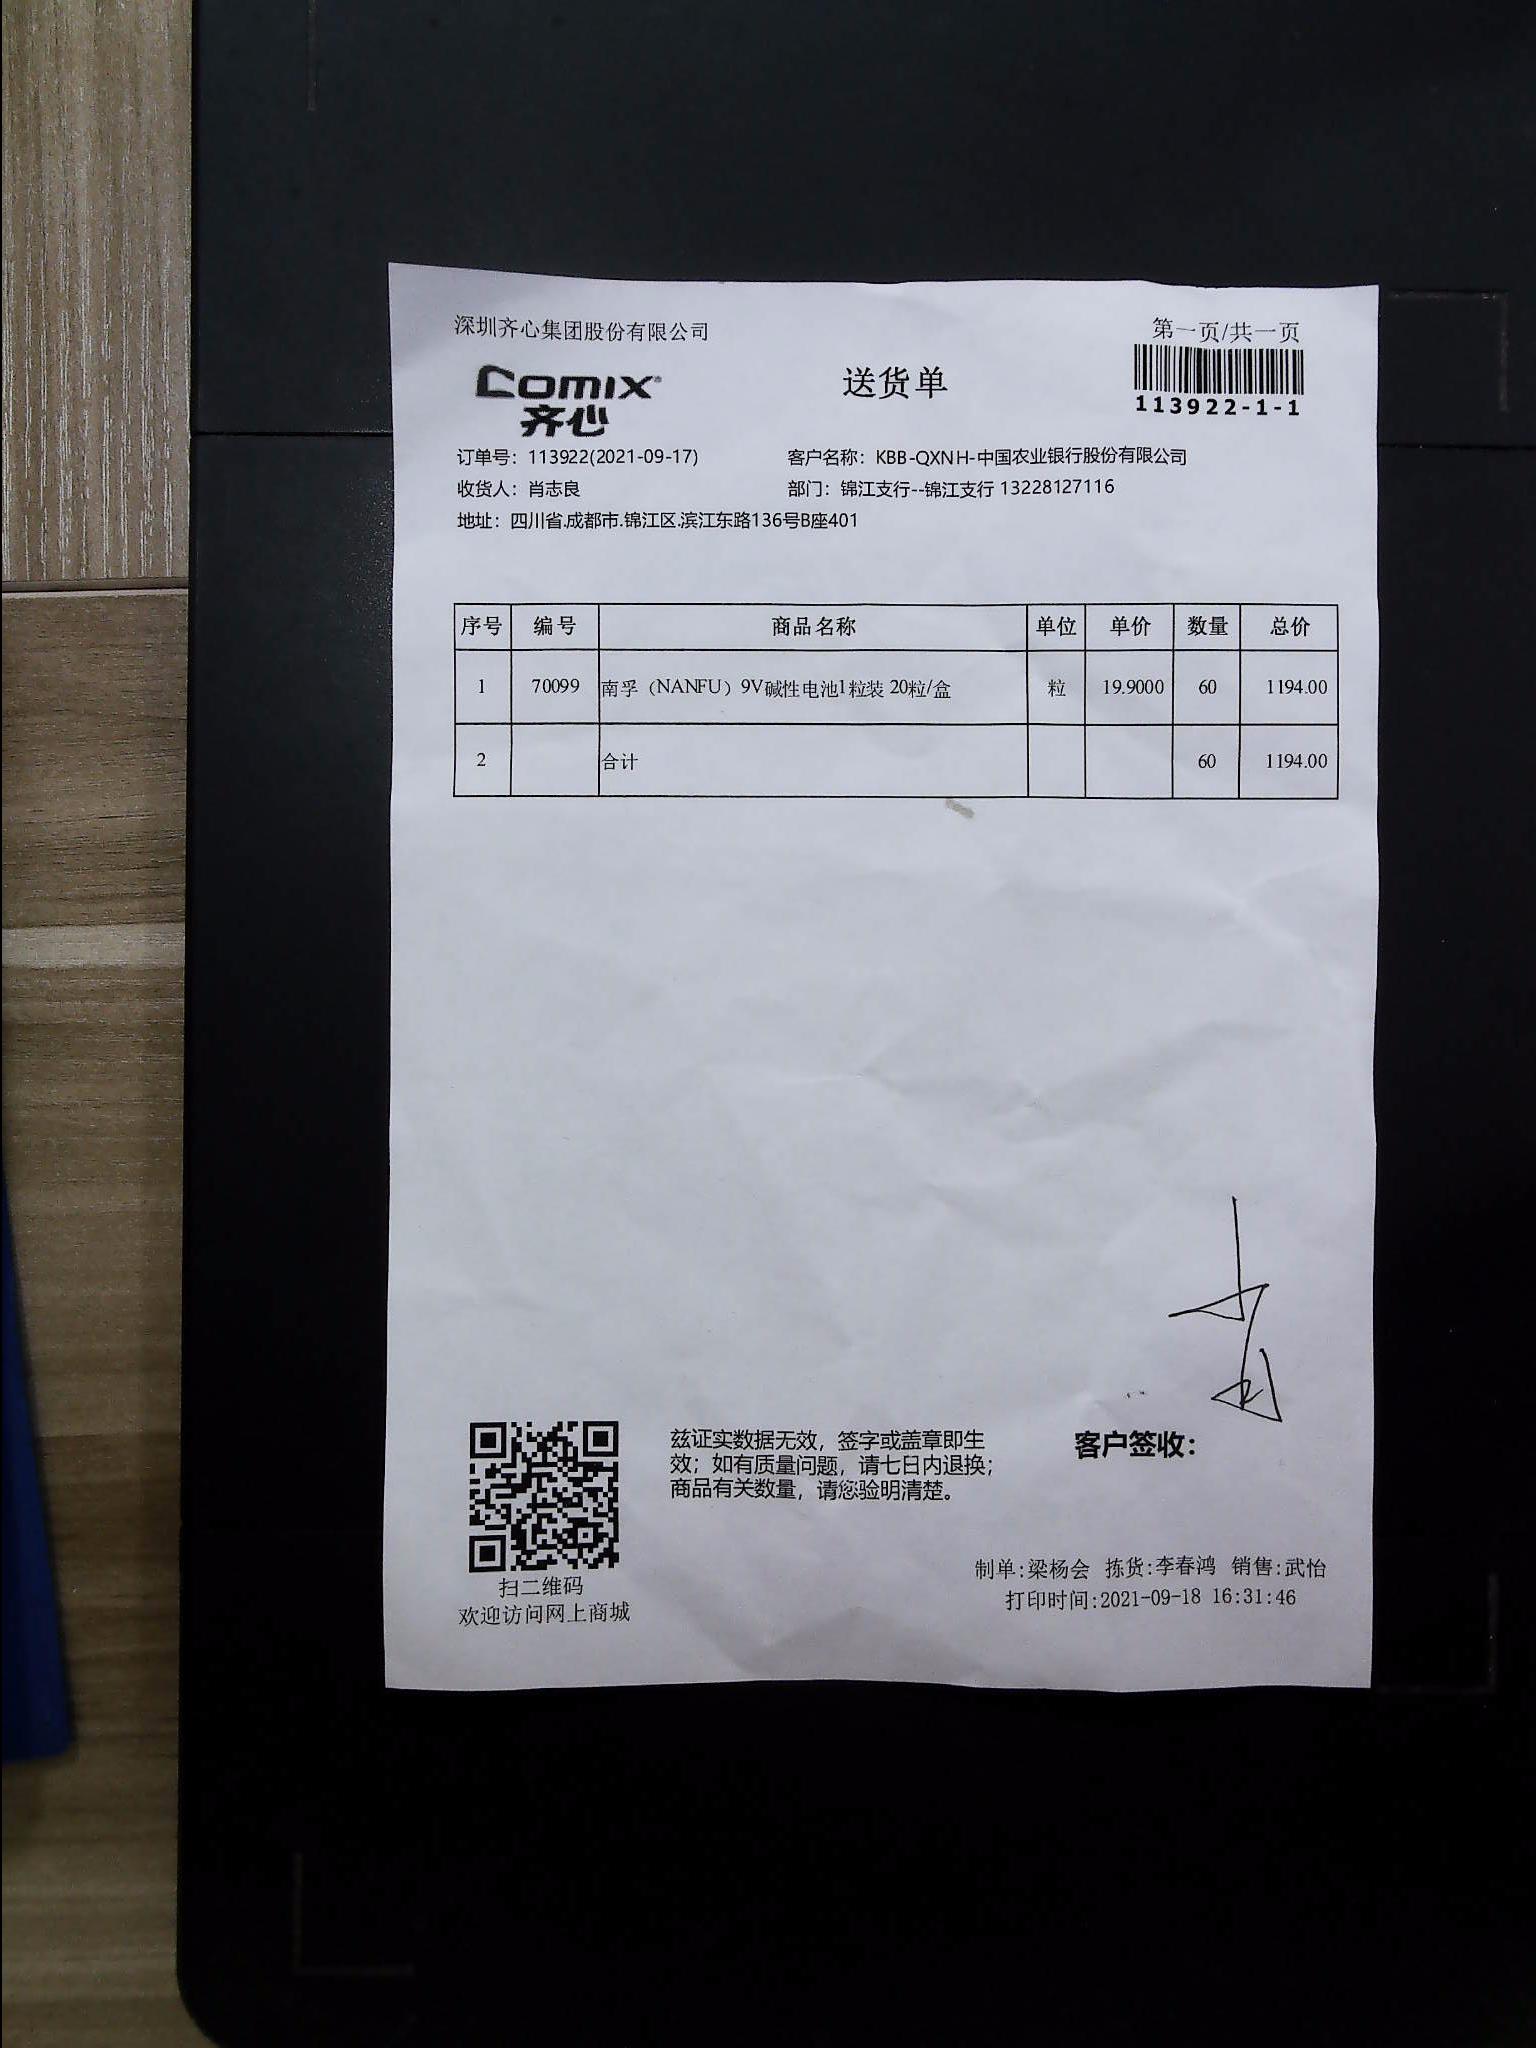 深圳齐心集团股份有限公司
第一页/共一页
Comix
齐心
送货单
113922-1-1
订单号：113922(2021-09-17) 客户名称：KBB-QXNH-中国农业银行股份有限公司
收货人：肖志良 部门：锦江支行--锦江支行 13228127116
地址：四川省.成都市.锦江区.滨江东路136号B座401
序号 编号 商品名称 单位 单价 数量 总价
1 70099 南孚（NANFU）9V碱性电池1粒装 20粒/盒 粒 19.9000 60 1194.00
2 合计 60 1194.00
兹证实数据无效，签字或盖章即生
效；如有质量问题，请七日内退换；
商品有关数量，请您验明清楚。
客户签收：
扫二维码
欢迎访问网上商城
制单:梁杨会 拣货:李春鸿 销售:武怡
打印时间:2021-09-18 16:31:46